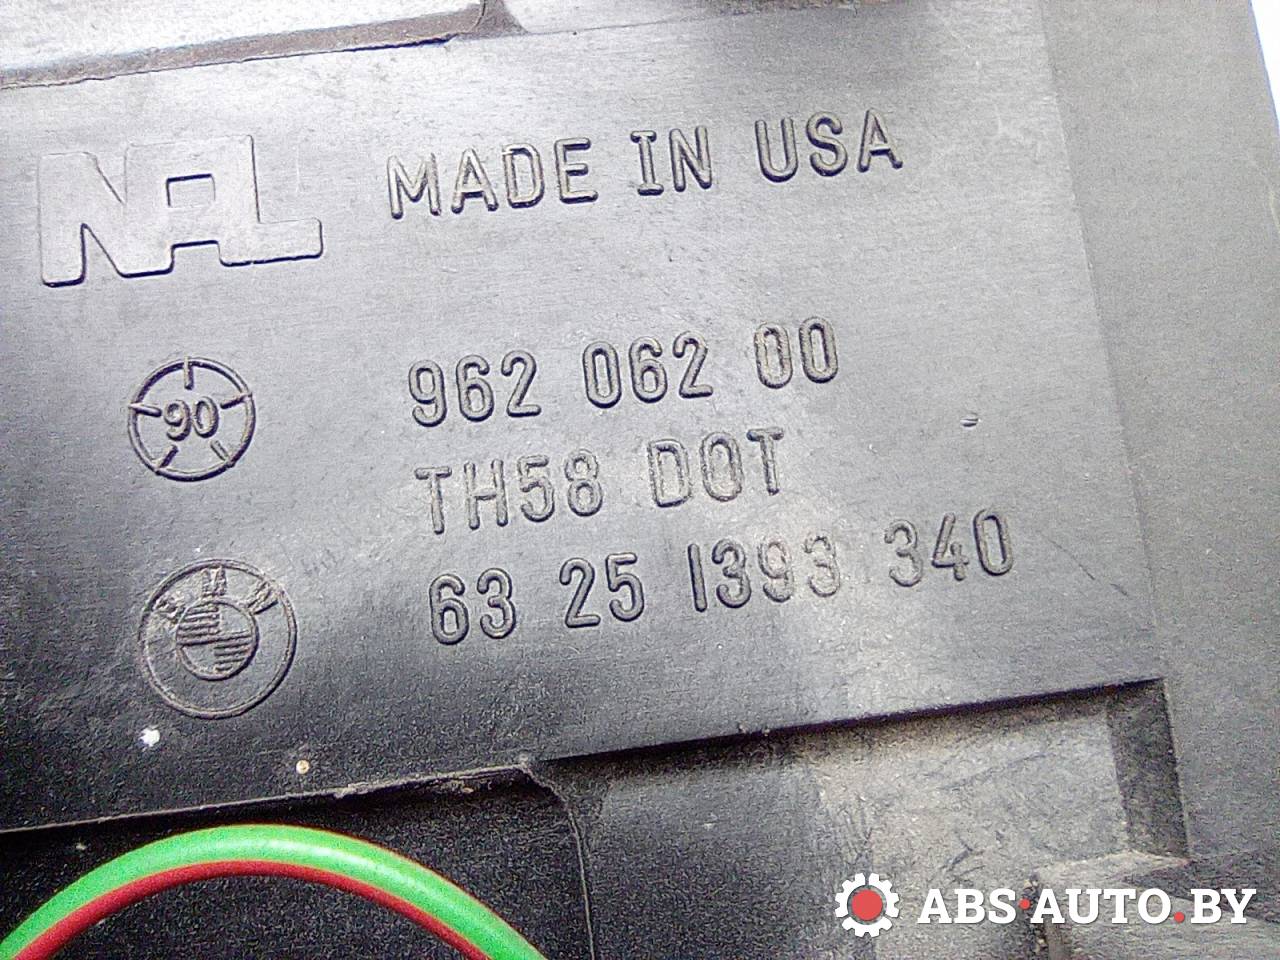 NAL MADE IN USA
90 962 062 00
TH58 DOT
BMW 63 25 1393 340
ABS·AUTO.BY